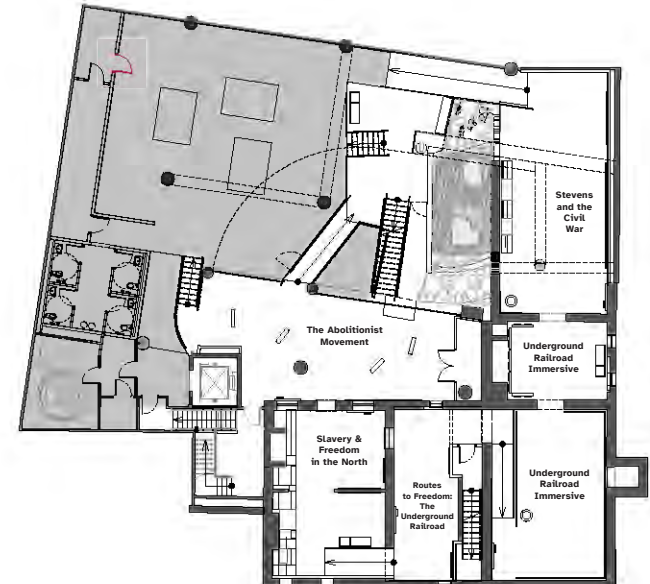 Stevens
and the
Civil
War
The Abolitionist
Movement
Underground
Railroad
Immersive
Slavery &
Freedom
in the North
Routes
to Freedom:
The
Underground
Railroad
Underground
Railroad
Immersive